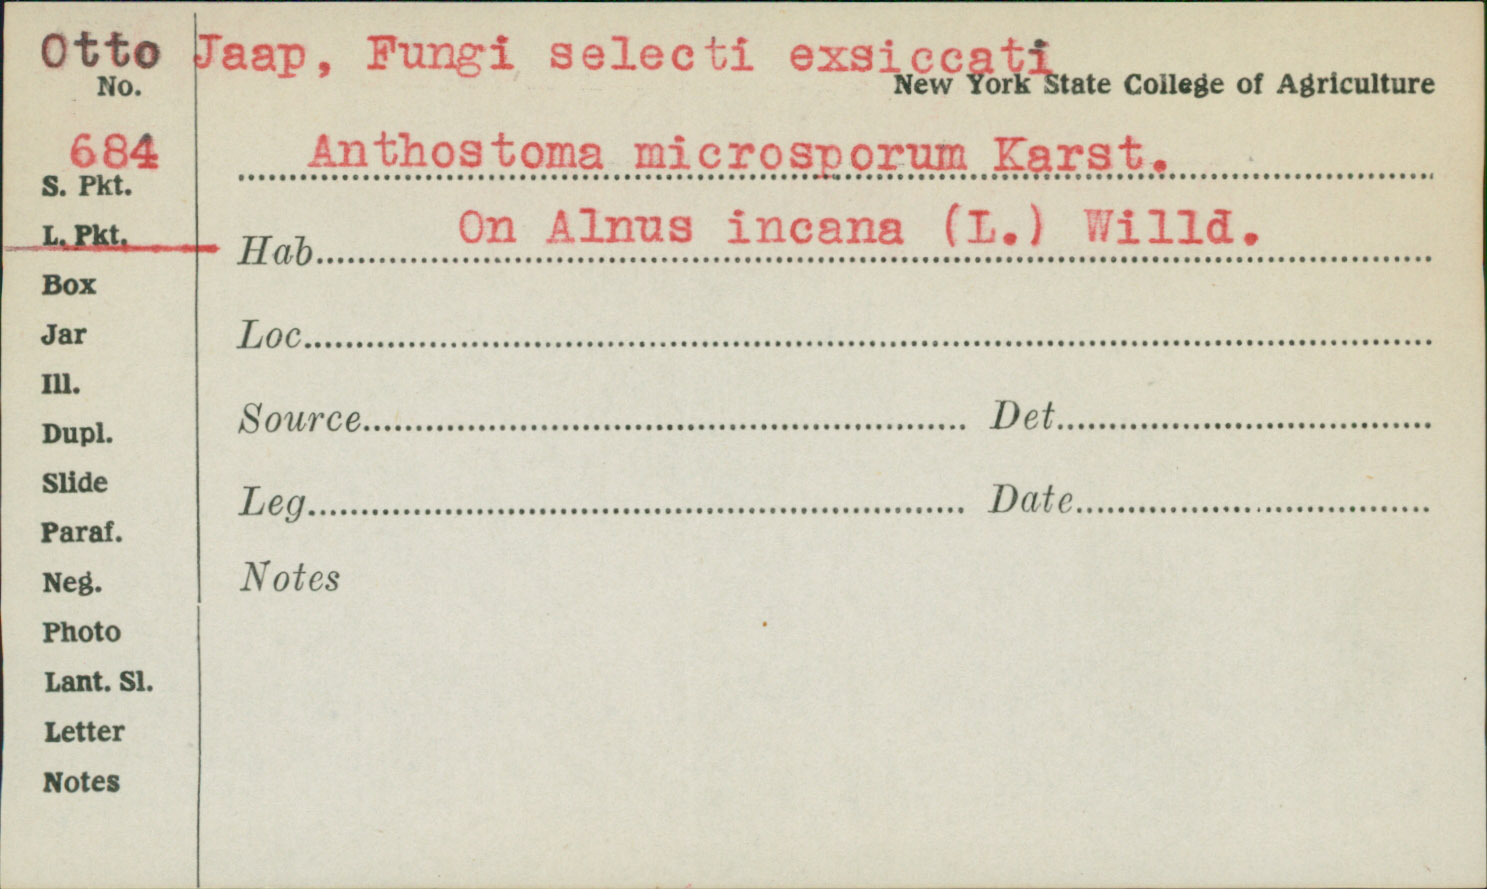 Otto Jaap, Fungi selecti exsiccati
No. New York State College of Agriculture
684 Anthostoma microsporum Karst.
S. Pkt.
On Alnus incana (L.) Willd.
L. Pkt.
Hab
Box
Jar
Loc
Ill.
Source Det
Dupl.
Slide
Leg Date
Paraf.
Neg.
Notes
Photo
Lant. Sl.
Letter
Notes